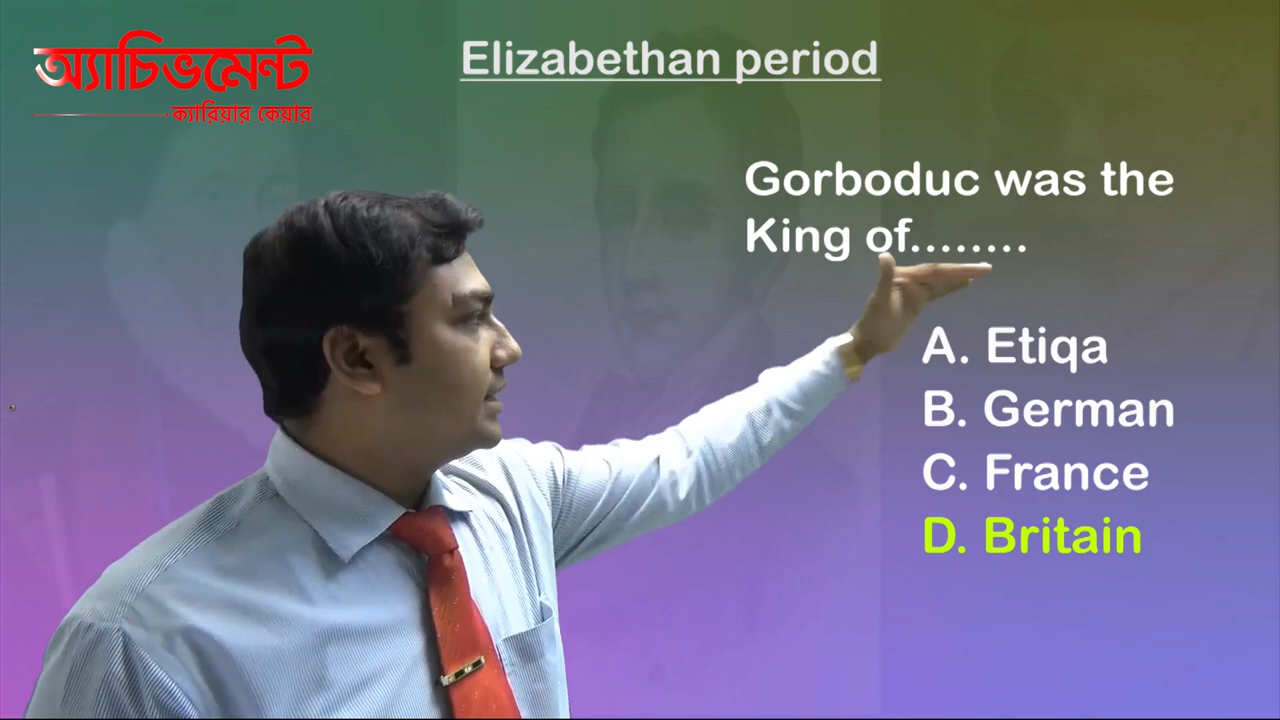 অ্যাচিভমেন্ট
ক্যারিয়ার কেয়ার
Elizabethan period
Gorboduc was the
King of........
A. Etiqa
B. German
C. France
D. Britain